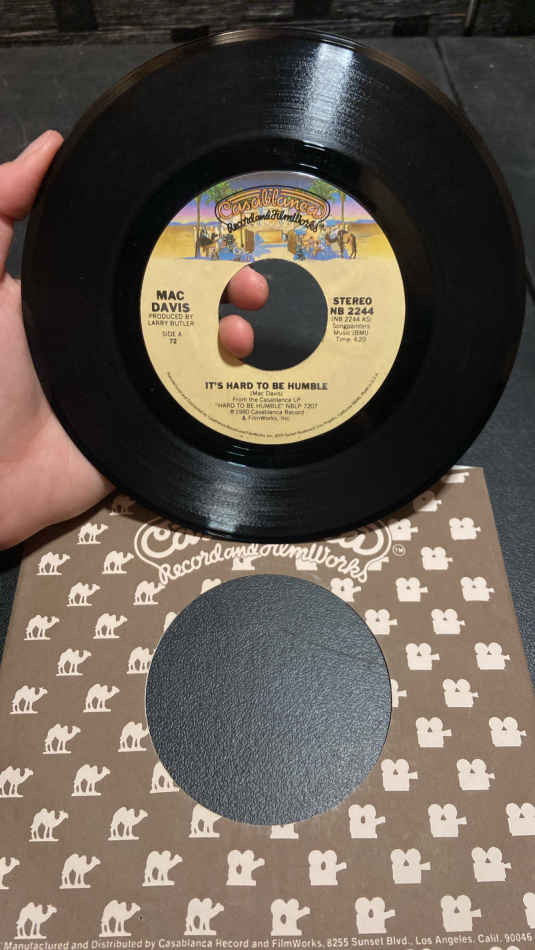 Casablanca
Record and FilmWorks
MAC
DAVIS
PRODUCED BY
LARRY BUTLER
SIDE A
72
STEREO
NB 2244
(NB 2244 AS)
Songpainters
Music (BMI)
Time: 4:20
IT'S HARD TO BE HUMBLE
(Mac Davis)
From the Casablanca LP
"HARD TO BE HUMBLE" NBLP 7207
℗1980 Casablanca Record
& FilmWorks, Inc.
Record and FilmWorks
TM
Manufactured and Distributed by Casablanca Record and FilmWorks, 8255 Sunset Blvd., Los Angeles, Calif. 90046